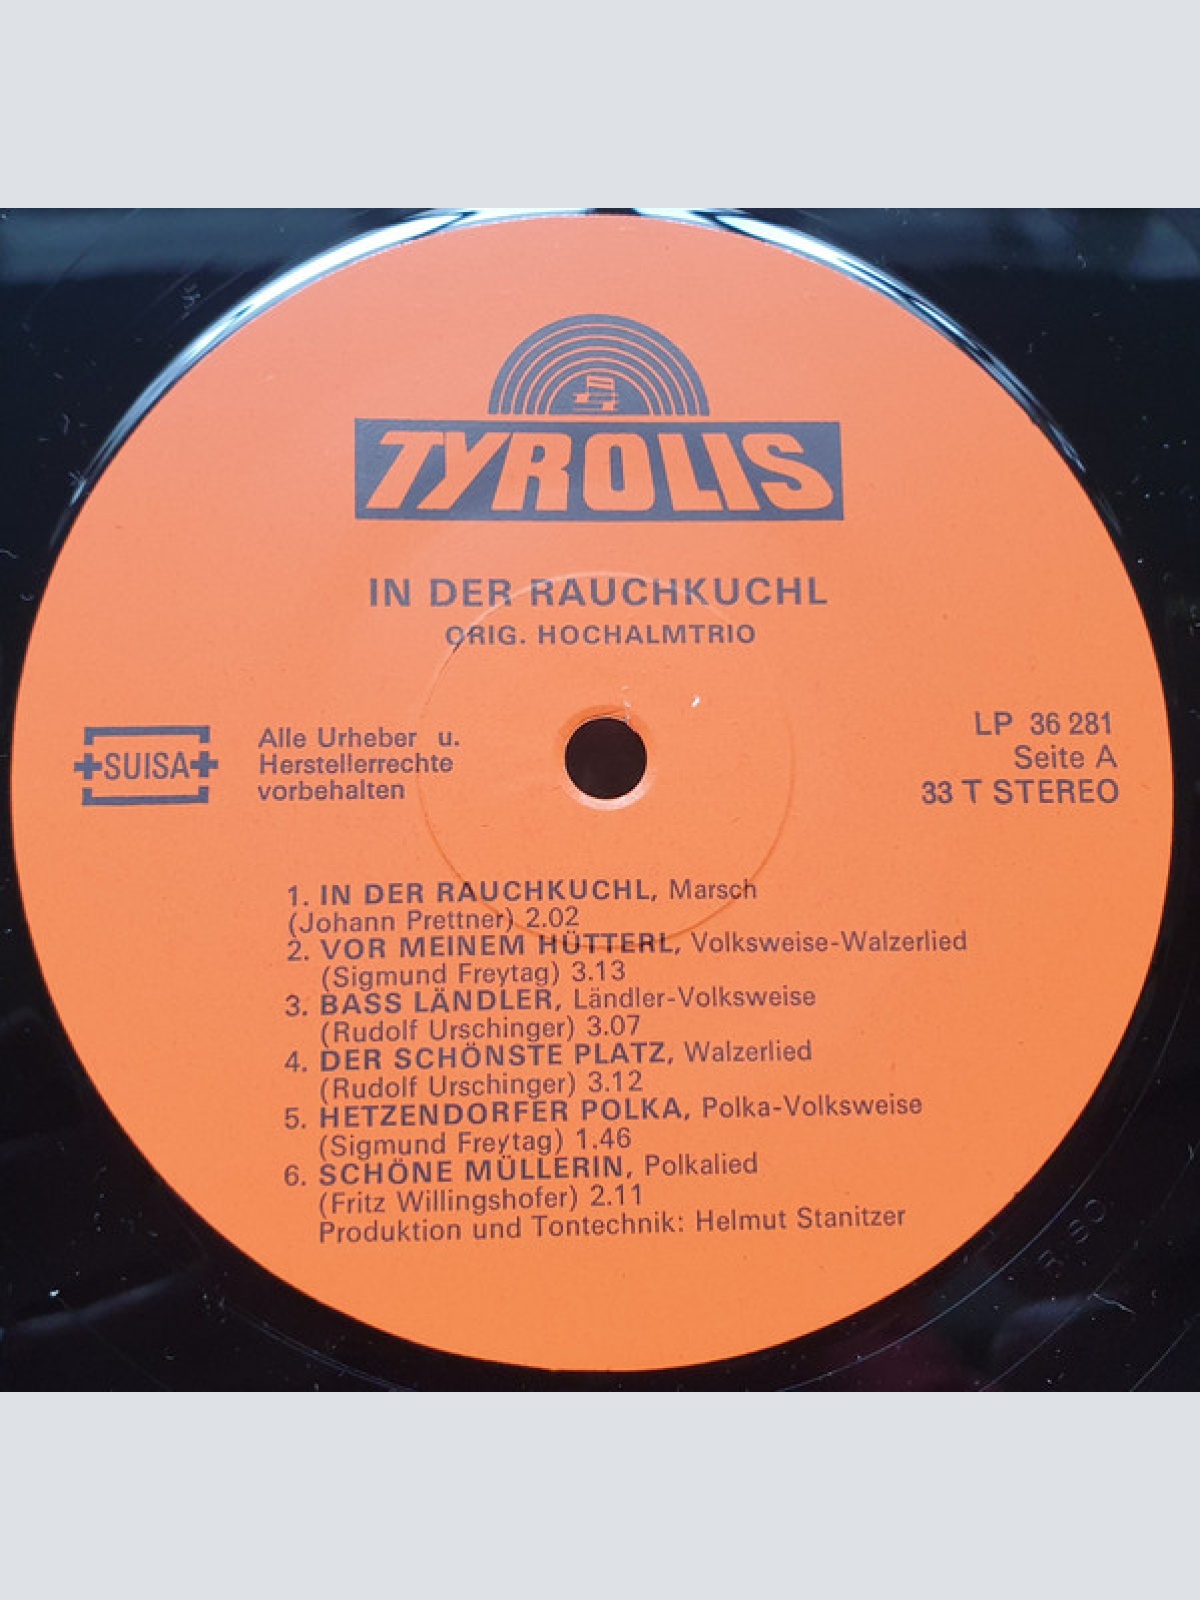 TYROLIS
IN DER RAUCHKUCHL
ORIG. HOCHALMTRIO
SUISA
Alle Urheber u.
Herstellerrechte
vorbehalten
LP 36 281
Seite A
33 T STEREO
1. IN DER RAUCHKUCHL, Marsch
(Johann Prettner) 2.02
2. VOR MEINEM HÜTTERL, Volksweise-Walzerlied
(Sigmund Freytag) 3.13
3. BASS LÄNDLER, Ländler-Volksweise
(Rudolf Urschinger) 3.07
4. DER SCHÖNSTE PLATZ, Walzerlied
(Rudolf Urschinger) 3.12
5. HETZENDORFER POLKA, Polka-Volksweise
(Sigmund Freytag) 1.46
6. SCHÖNE MÜLLERIN, Polkalied
(Fritz Willingshofer) 2.11
Produktion und Tontechnik: Helmut Stanitzer